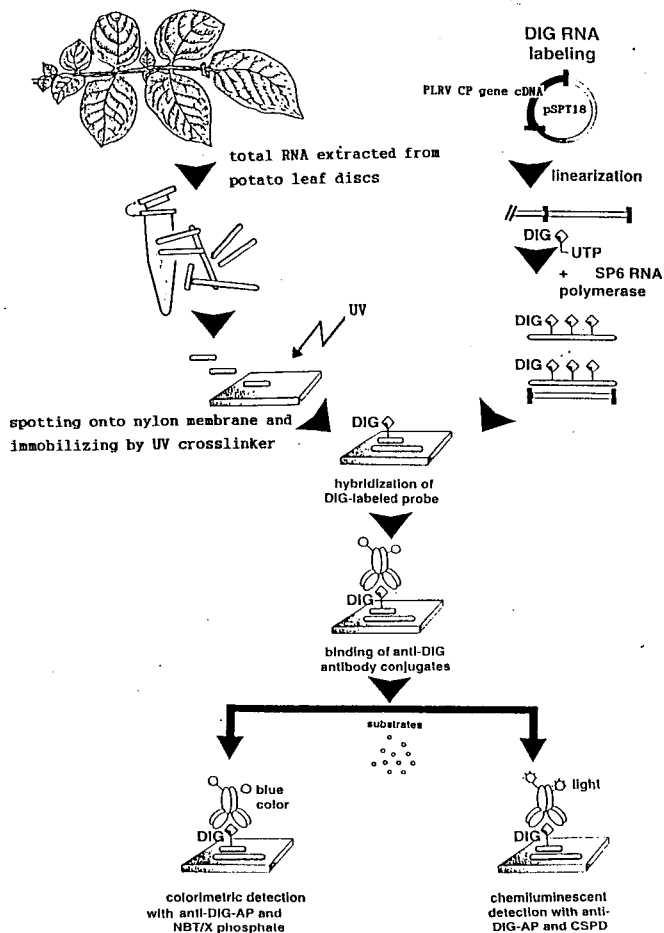 DIG RNA
labeling
PLRV CP gene cDNA
pSPT18
total RNA extracted from
potato leaf discs
linearization
DIG
UTP
+ SP6 RNA
polymerase
DIG
DIG
UV
spotting onto nylon membrane and
immobilizing by UV crosslinker
DIG
hybridization of
DIG-labeled probe
DIG
binding of anti-DIG
antibody conjugates
substrates
blue
color
DIG
light
DIG
colorimetric detection
with anti-DIG-AP and
NBT/X phosphate
chemiluminescent
detection with anti-
DIG-AP and CSPD